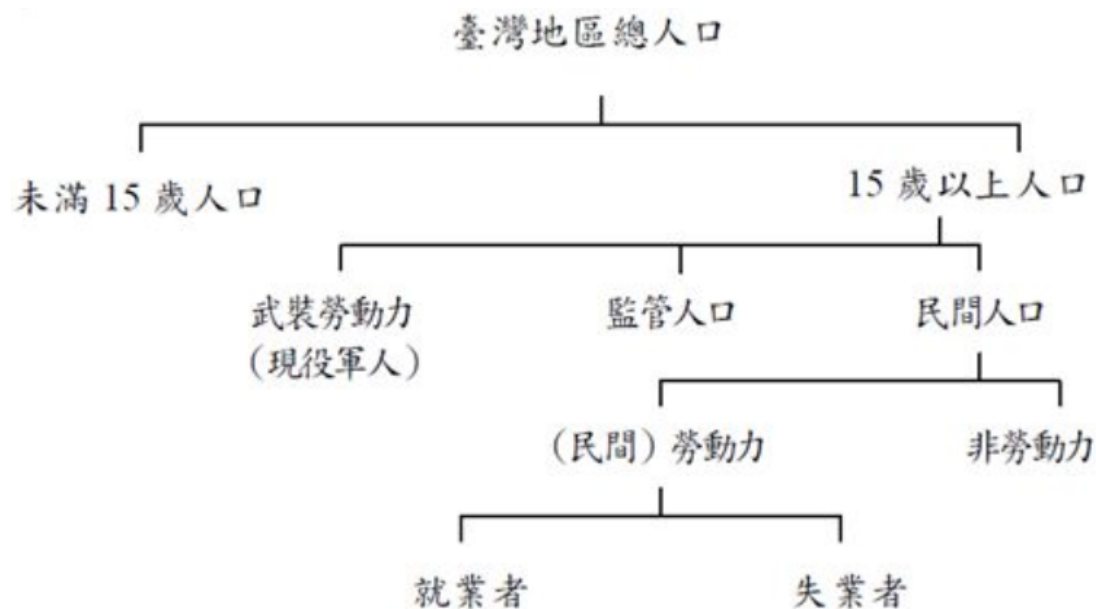 臺灣地區總人口
未滿 15 歲人口
15 歲以上人口
武裝勞動力
(現役軍人)
監管人口
民間人口
(民間) 勞動力
非勞動力
就業者
失業者